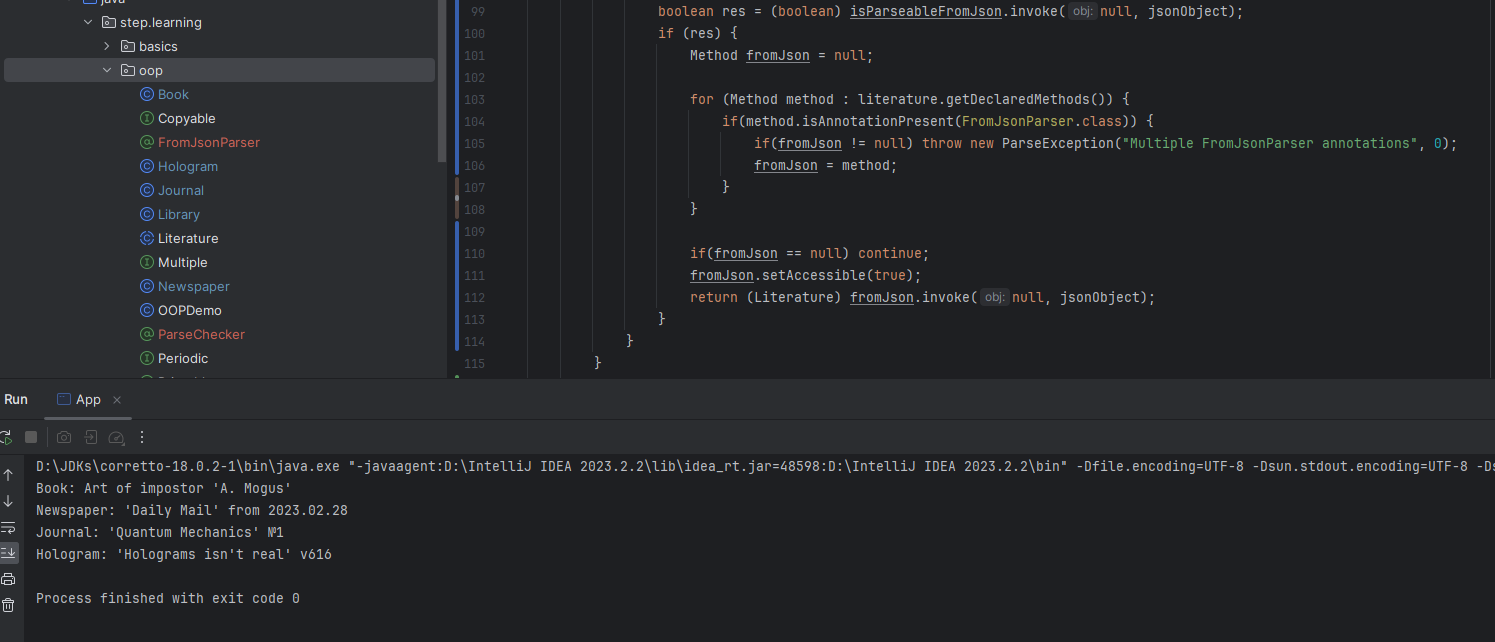 java
step.learning
basics
oop
Book
Copyable
FromJsonParser
Hologram
Journal
Library
Literature
Multiple
Newspaper
OOPDemo
ParseChecker
Periodic
99 boolean res = (boolean) isParseableFromJson.invoke( obj: null, jsonObject);
100 if (res) {
101 Method fromJson = null;
102
103 for (Method method : literature.getDeclaredMethods()) {
104 if(method.isAnnotationPresent(FromJsonParser.class)) {
105 if(fromJson != null) throw new ParseException("Multiple FromJsonParser annotations", 0);
106 fromJson = method;
107 }
108 }
109
110 if(fromJson == null) continue;
111 fromJson.setAccessible(true);
112 return (Literature) fromJson.invoke( obj: null, jsonObject);
113 }
114 }
115 }
Run App
D:\JDKs\corretto-18.0.2-1\bin\java.exe "-javaagent:D:\IntelliJ IDEA 2023.2.2\lib\idea_rt.jar=48598:D:\IntelliJ IDEA 2023.2.2\bin" -Dfile.encoding=UTF-8 -Dsun.stdout.encoding=UTF-8
Book: Art of impostor 'A. Mogus'
Newspaper: 'Daily Mail' from 2023.02.28
Journal: 'Quantum Mechanics' №1
Hologram: 'Holograms isn't real' v616
Process finished with exit code 0